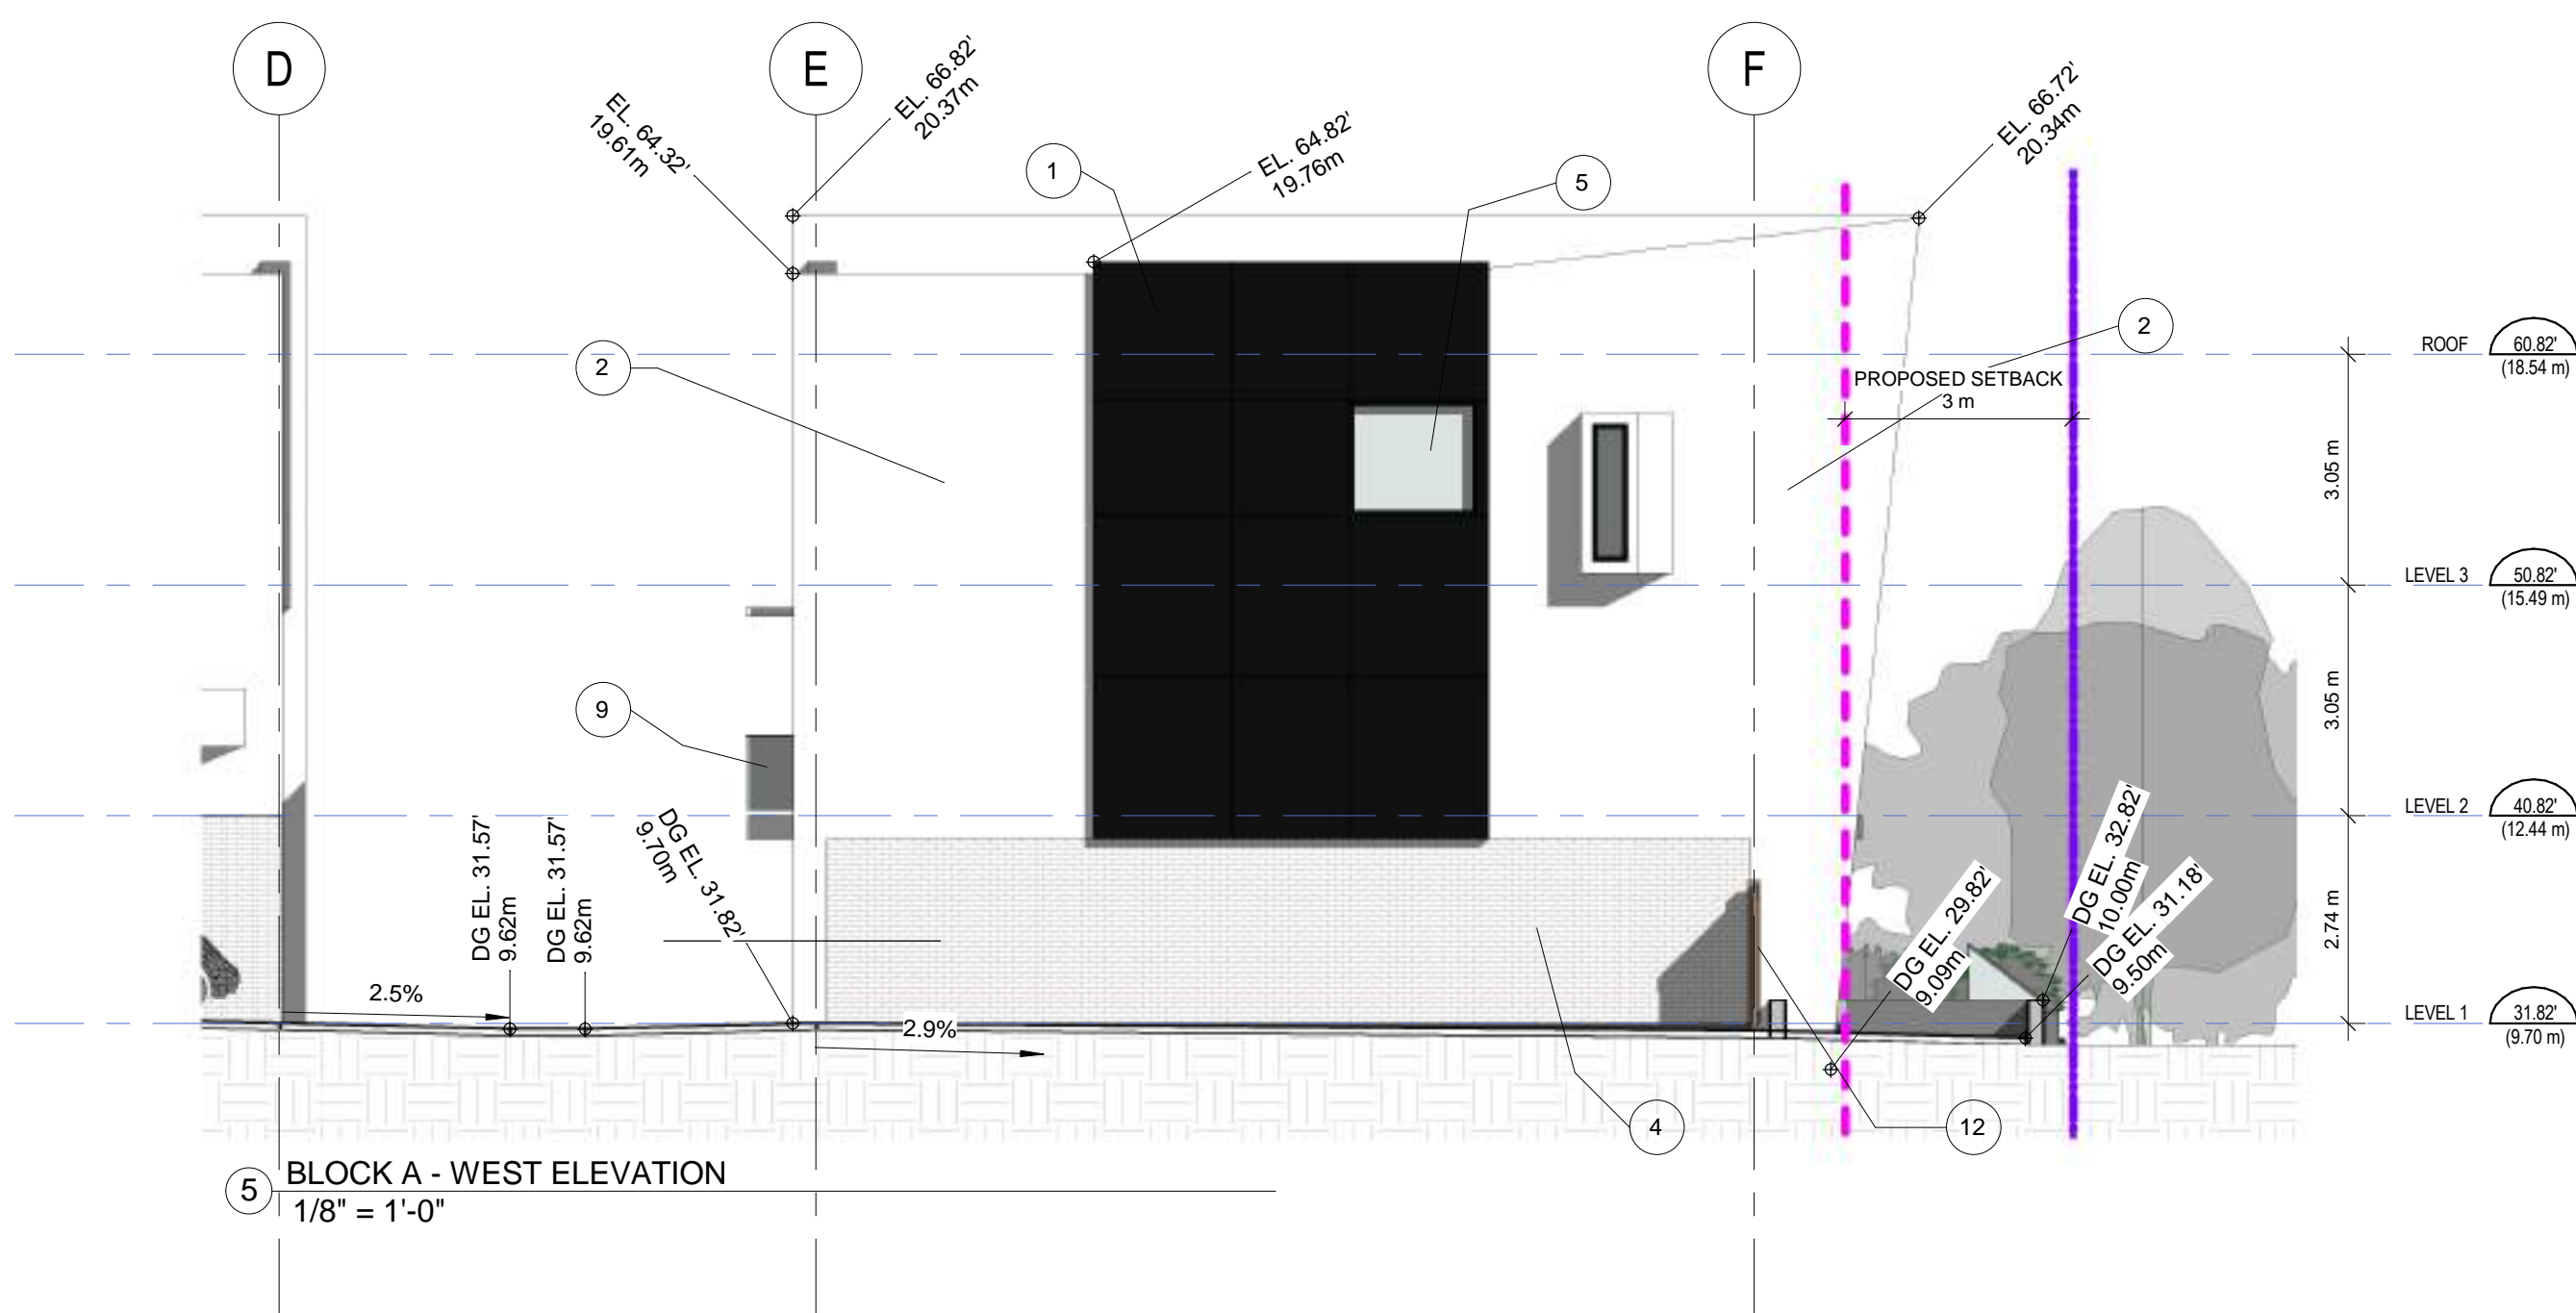 D
E
F
EL. 66.82'
20.37m
EL. 64.32'
19.61m
EL. 64.82'
19.76m
EL. 66.72'
20.34m
1
5
2
2
ROOF
60.82'
(18.54 m)
PROPOSED SETBACK
3 m
3.05 m
LEVEL 3
50.82'
(15.49 m)
3.05 m
9
LEVEL 2
40.82'
(12.44 m)
DG EL. 31.57'
9.62m
DG EL. 31.57'
9.62m
DG EL. 31.82'
9.70m
DG EL. 29.82'
9.09m
DG EL. 32.82'
10.00m
DG EL. 31.18'
9.50m
2.74 m
2.5%
2.9%
LEVEL 1
31.82'
(9.70 m)
4
12
5
BLOCK A - WEST ELEVATION
1/8" = 1'-0"